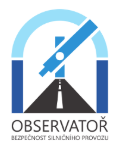 OBSERVATOŘ
BEZPEČNOST SILNIČNÍHO PROVOZU